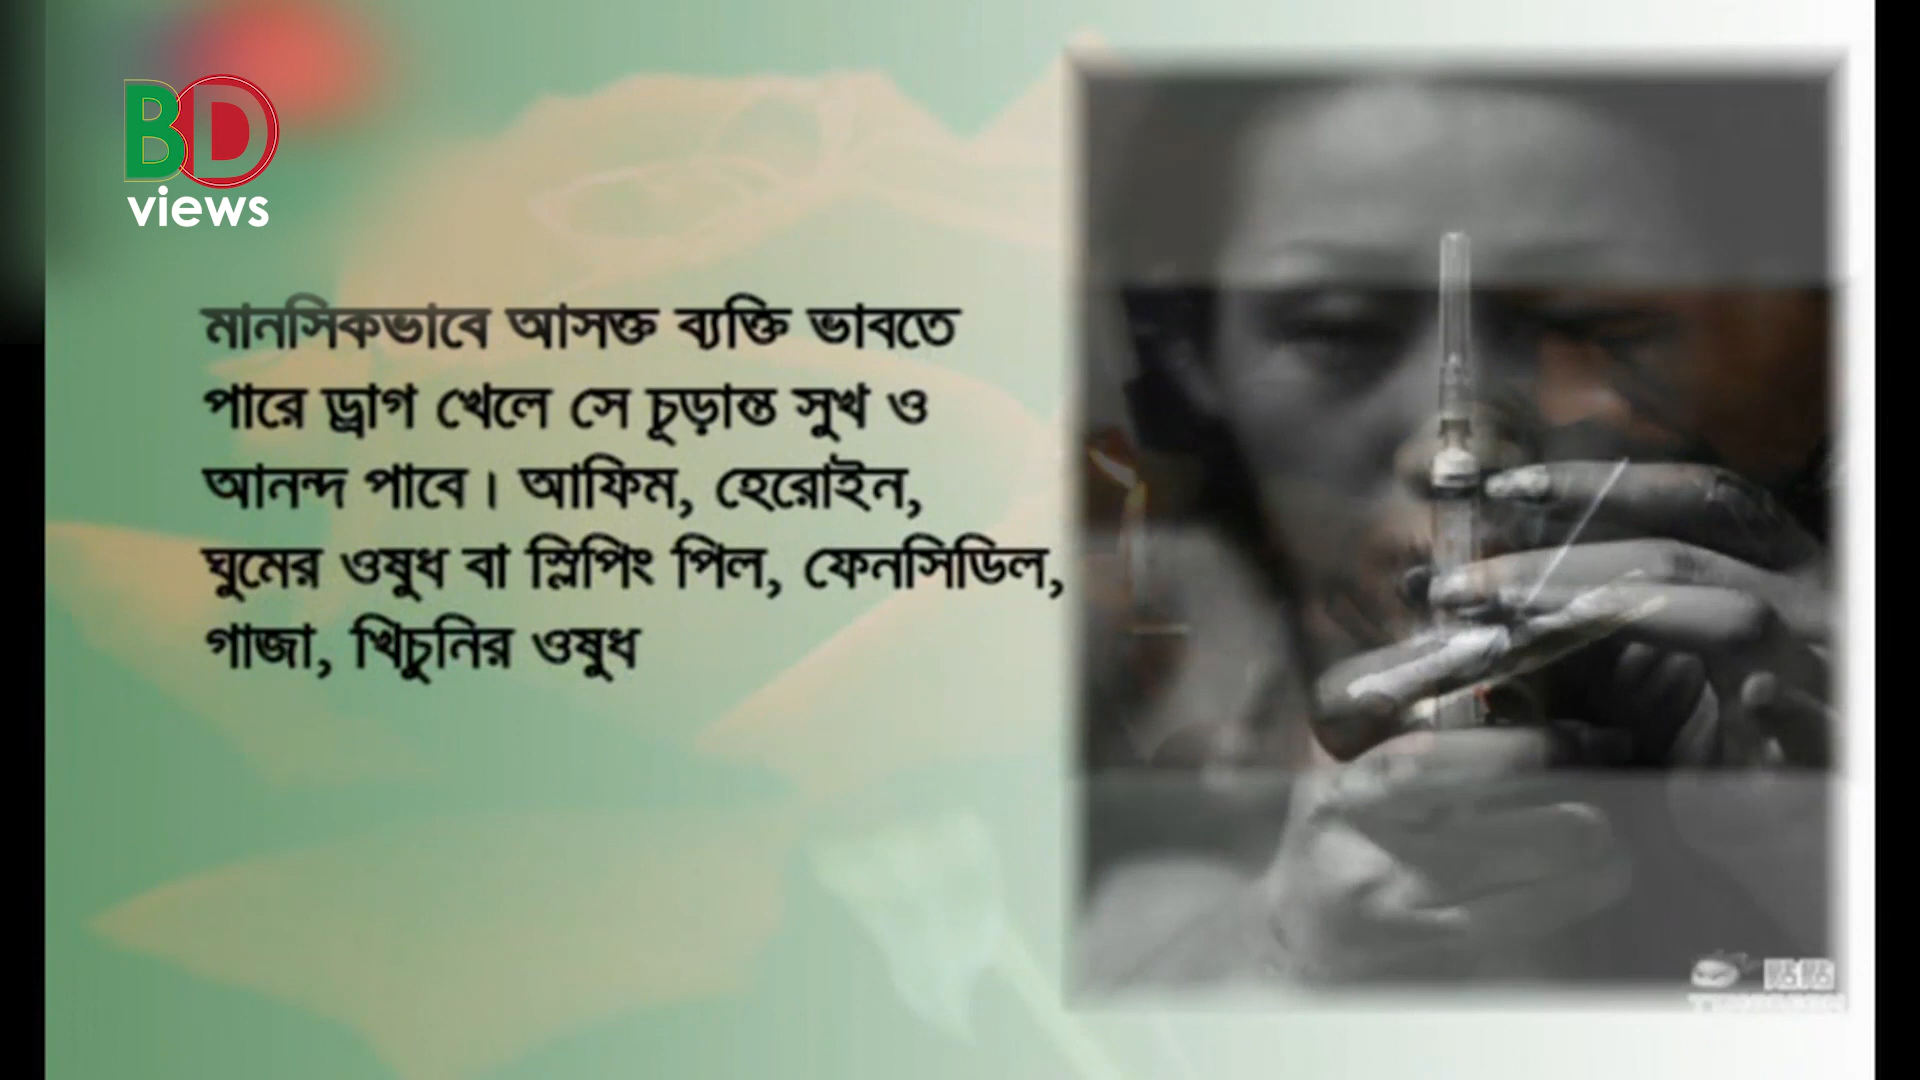 BD
views
মানসিকভাবে আসক্ত ব্যক্তি ভাবতে
পারে ড্রাগ খেলে সে চূড়ান্ত সুখ ও
আনন্দ পাবে। আফিম, হেরোইন,
ঘুমের ওষুধ বা স্লিপিং পিল, ফেনসিডিল,
গাজা, খিচুনির ওষুধ